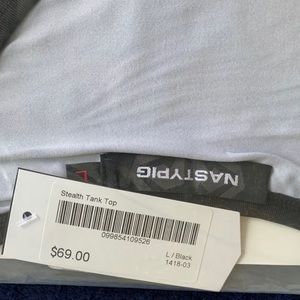 NASTYPIG
L
Stealth Tank Top
099854109526
$69.00
L / Black
1418-03